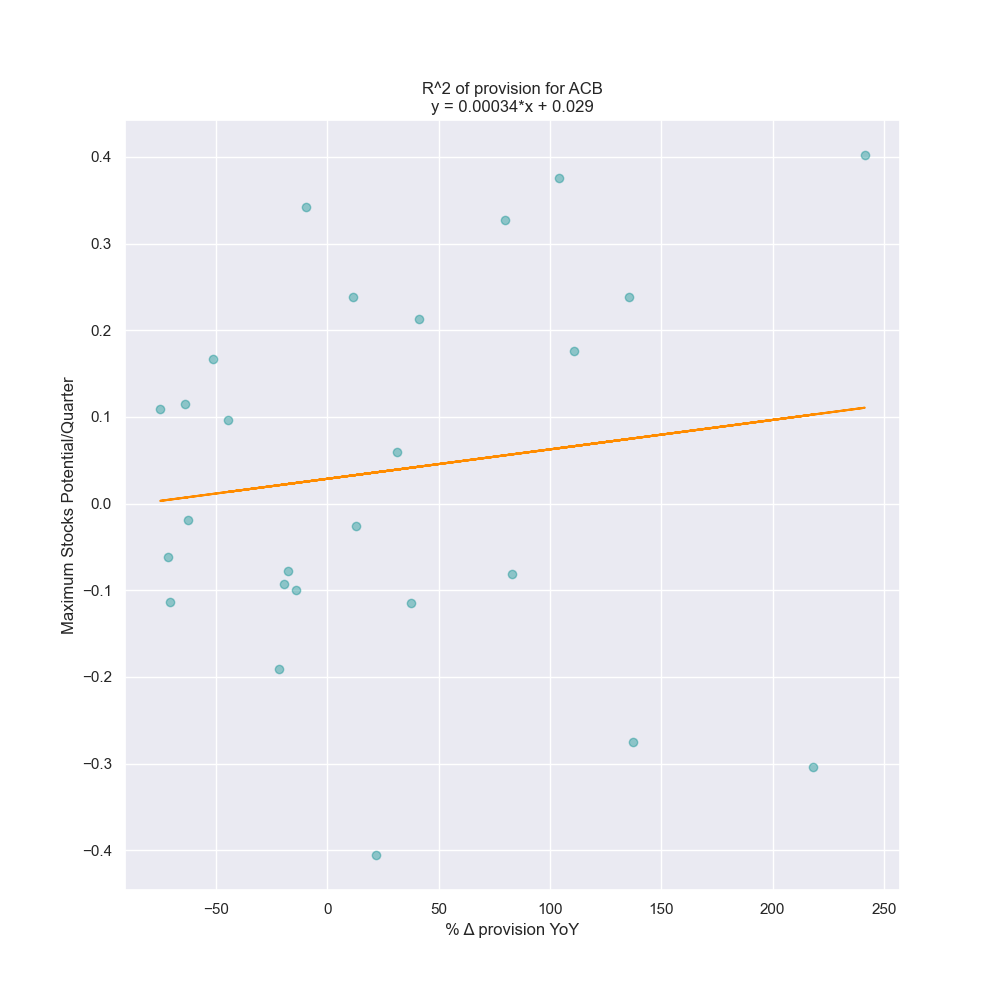 R^2 of provision for ACB
y = 0.00034*x + 0.029
Maximum Stocks Potential/Quarter
0.4
0.3
0.2
0.1
0.0
−0.1
−0.2
−0.3
−0.4
−50 0 50 100 150 200 250
% Δ provision YoY